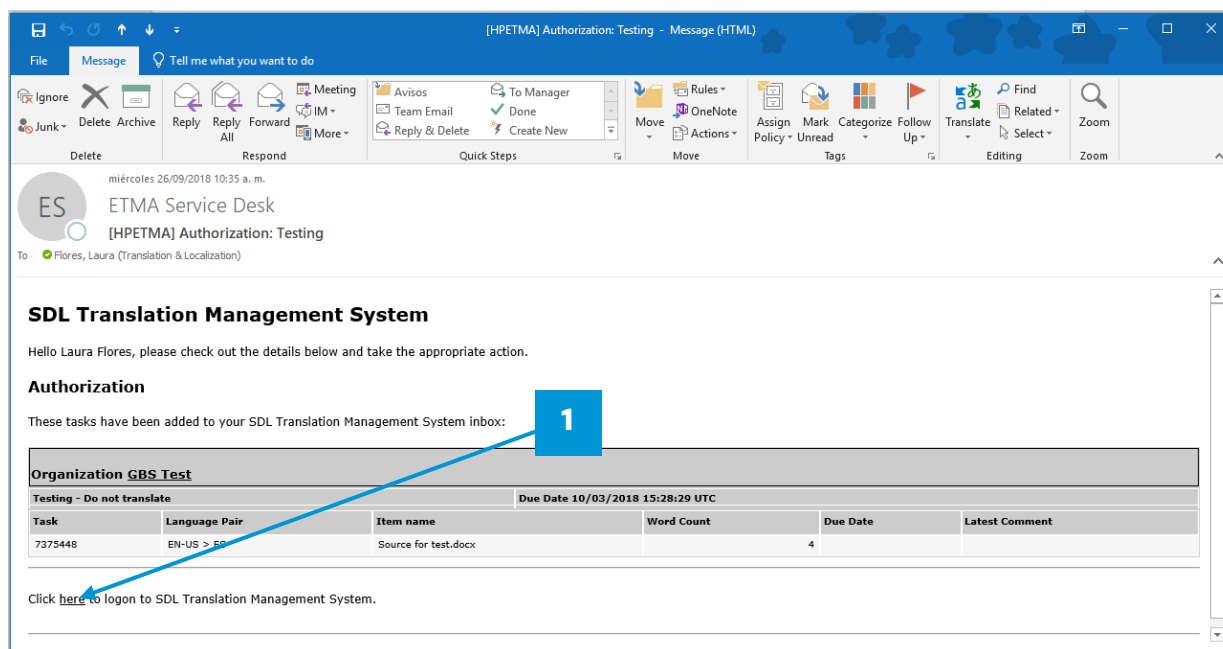 [HPETMA] Authorization: Testing - Message (HTML)
File Message Tell me what you want to do
Ignore
Junk
Delete
Archive
Delete
Reply
Reply All
Forward
Meeting
IM
More
Respond
Avisos
Team Email
Reply & Delete
To Manager
Done
Create New
Quick Steps
Move
Rules
OneNote
Actions
Move
Assign Policy
Mark Unread
Categorize
Follow Up
Tags
Translate
Find
Related
Select
Editing
Zoom
Zoom
miércoles 26/09/2018 10:35 a. m.
ES
ETMA Service Desk
[HPETMA] Authorization: Testing
To Flores, Laura (Translation & Localization)
SDL Translation Management System
Hello Laura Flores, please check out the details below and take the appropriate action.
Authorization
These tasks have been added to your SDL Translation Management System inbox:
1
Organization GBS Test
Testing - Do not translate Due Date 10/03/2018 15:28:29 UTC
Task Language Pair Item name Word Count Due Date Latest Comment
7375448 EN-US > Source for test.docx 4
Click here to logon to SDL Translation Management System.